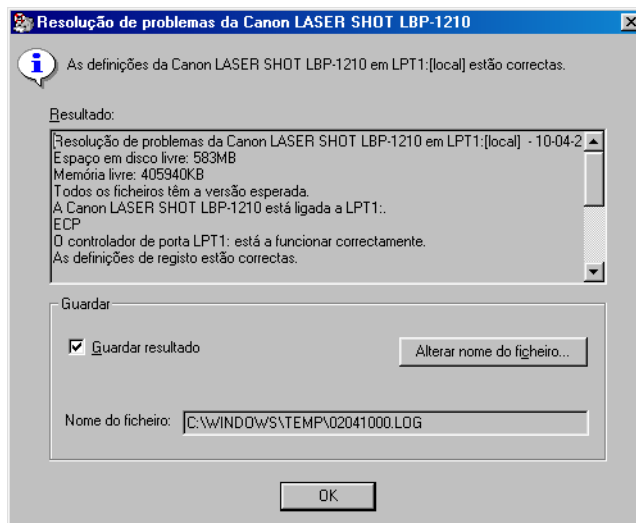 Resolução de problemas da Canon LASER SHOT LBP-1210
As definições da Canon LASER SHOT LBP-1210 em LPT1:[local] estão correctas.
Resultado:
Resolução de problemas da Canon LASER SHOT LBP-1210 em LPT1:[local] - 10-04-2
Espaço em disco livre: 583MB
Memória livre: 405940KB
Todos os ficheiros têm a versão esperada.
A Canon LASER SHOT LBP-1210 está ligada a LPT1:.
ECP
O controlador de porta LPT1: está a funcionar correctamente.
As definições de registo estão correctas.
Guardar
Guardar resultado
Alterar nome do ficheiro...
Nome do ficheiro: C:\WINDOWS\TEMP\02041000.LOG
OK